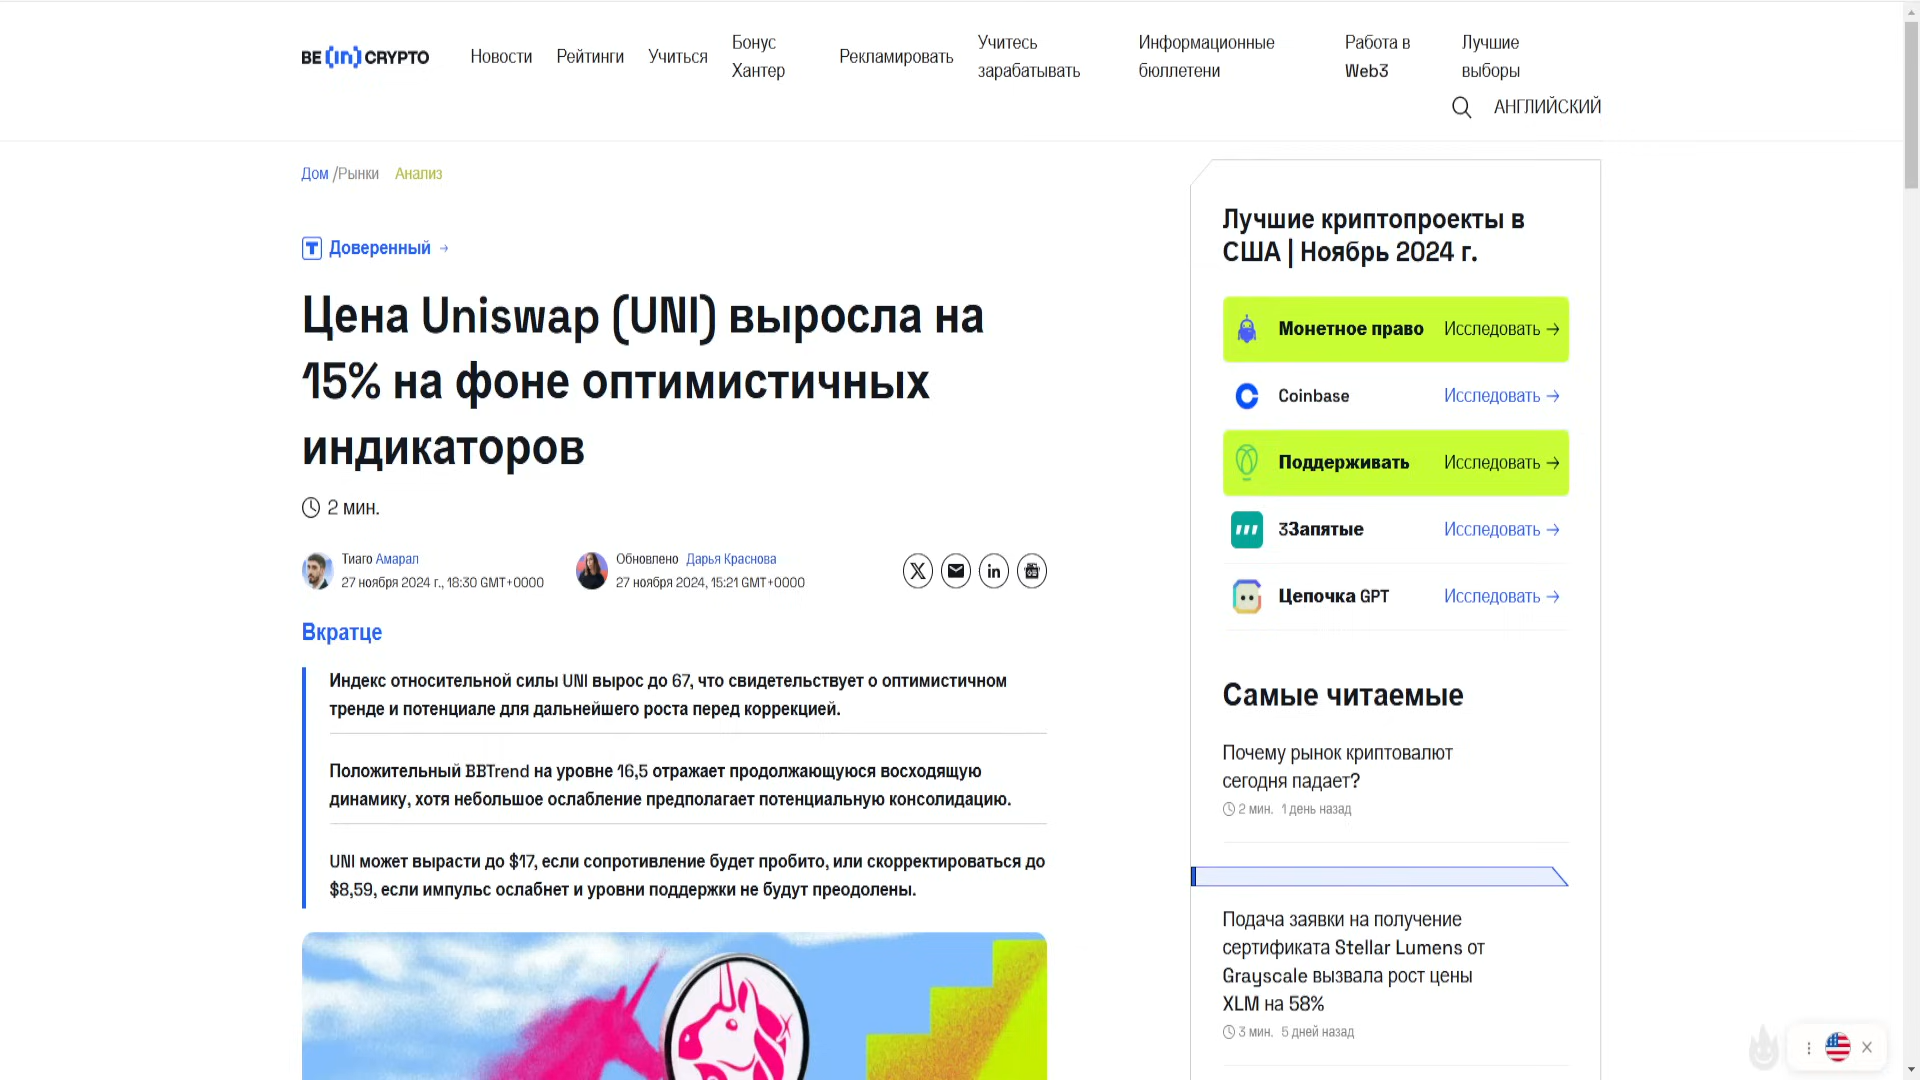 BE [in] CRYPTO
Новости
Рейтинги
Учиться
Бонус
Хантер
Рекламировать
Учитесь
зарабатывать
Информационные
бюллетени
Работа в
Web3
Лучшие
выборы
АНГЛИЙСКИЙ
Дом /Рынки Анализ
Доверенный →
Цена Uniswap (UNI) выросла на
15% на фоне оптимистичных
индикаторов
2 мин.
Тиаго Амарал
27 ноября 2024 г., 18:30 GMT+0000
Обновлено Дарья Краснова
27 ноября 2024, 15:21 GMT+0000
Вкратце
Индекс относительной силы UNI вырос до 67, что свидетельствует о оптимистичном
тренде и потенциале для дальнейшего роста перед коррекцией.
Положительный BBTrend на уровне 16,5 отражает продолжающуюся восходящую
динамику, хотя небольшое ослабление предполагает потенциальную консолидацию.
UNI может вырасти до $17, если сопротивление будет пробито, или скорректироваться до
$8,59, если импульс ослабнет и уровни поддержки не будут преодолены.
Лучшие криптопроекты в
США | Ноябрь 2024 г.
Монетное право Исследовать →
Coinbase Исследовать →
Поддерживать Исследовать →
3Запятые Исследовать →
Цепочка GPT Исследовать →
Самые читаемые
Почему рынок криптовалют
сегодня падает?
2 мин. 1 день назад
Подача заявки на получение
сертификата Stellar Lumens от
Grayscale вызвала рост цены
XLM на 58%
3 мин. 5 дней назад